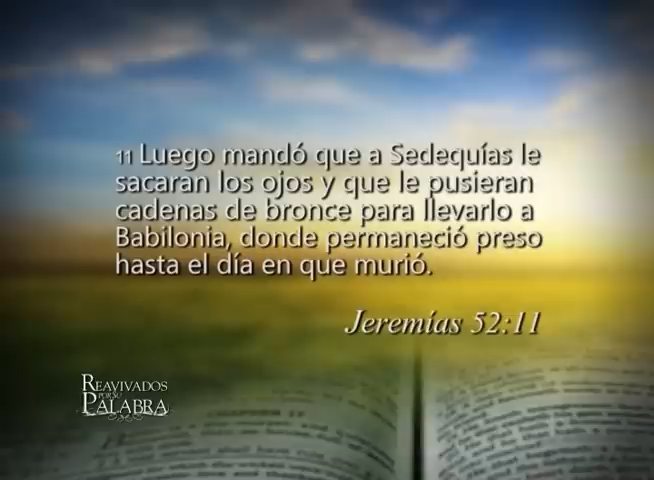 11 Luego mandó que a Sedequías le
sacaran los ojos y que le pusieran
cadenas de bronce para llevarlo a
Babilonia, donde permaneció preso
hasta el día en que murió.
Jeremías 52:11
REAVIVADOS
POR SU
PALABRA